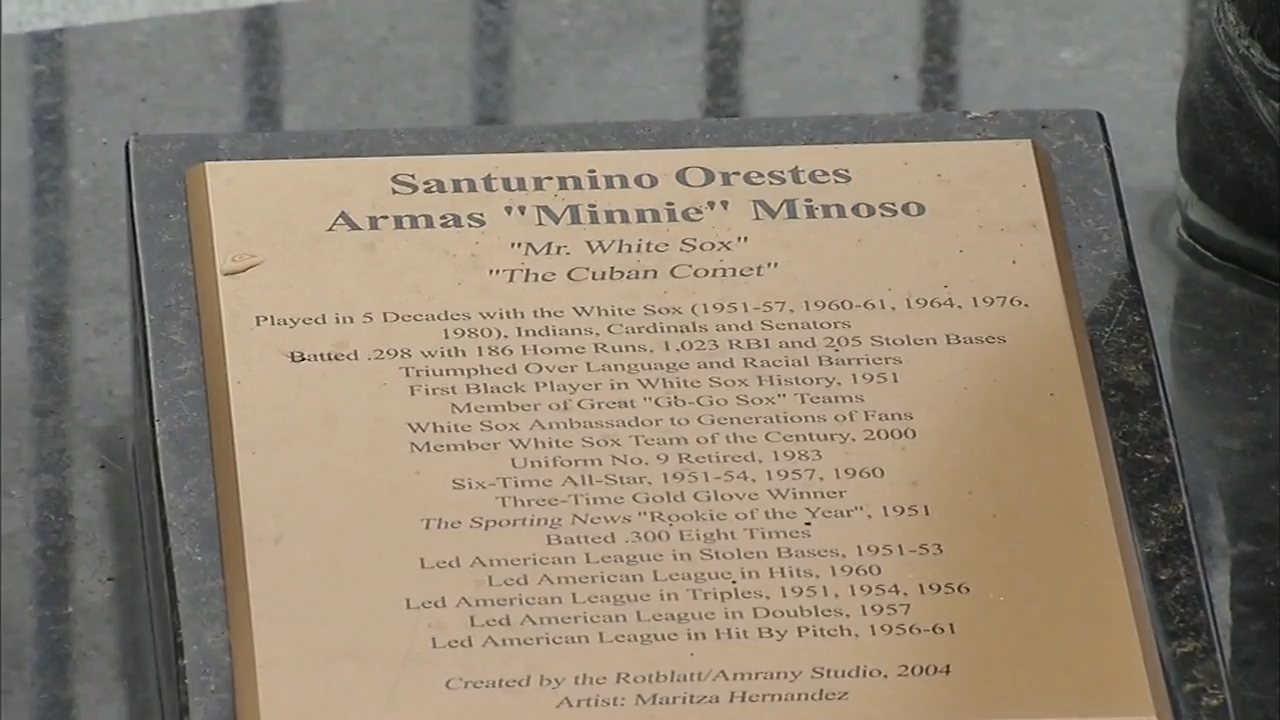 Santurnino Orestes
Armas "Minnie" Minoso
"Mr. White Sox"
"The Cuban Comet"
Played in 5 Decades with the White Sox (1951-57, 1960-61, 1964, 1976,
1980), Indians, Cardinals and Senators
Batted .298 with 186 Home Runs, 1,023 RBI and 205 Stolen Bases
Triumphed Over Language and Racial Barriers
First Black Player in White Sox History, 1951
Member of Great "Go-Go Sox" Teams
White Sox Ambassador to Generations of Fans
Member White Sox Team of the Century, 2000
Uniform No. 9 Retired, 1983
Six-Time All-Star, 1951-54, 1957, 1960
Three-Time Gold Glove Winner
The Sporting News "Rookie of the Year", 1951
Batted .300 Eight Times
Led American League in Stolen Bases, 1951-53
Led American League in Hits, 1960
Led American League in Triples, 1951, 1954, 1956
Led American League in Doubles, 1957
Led American League in Hit By Pitch, 1956-61
Created by the Rotblatt/Amrany Studio, 2004
Artist: Maritza Hernandez